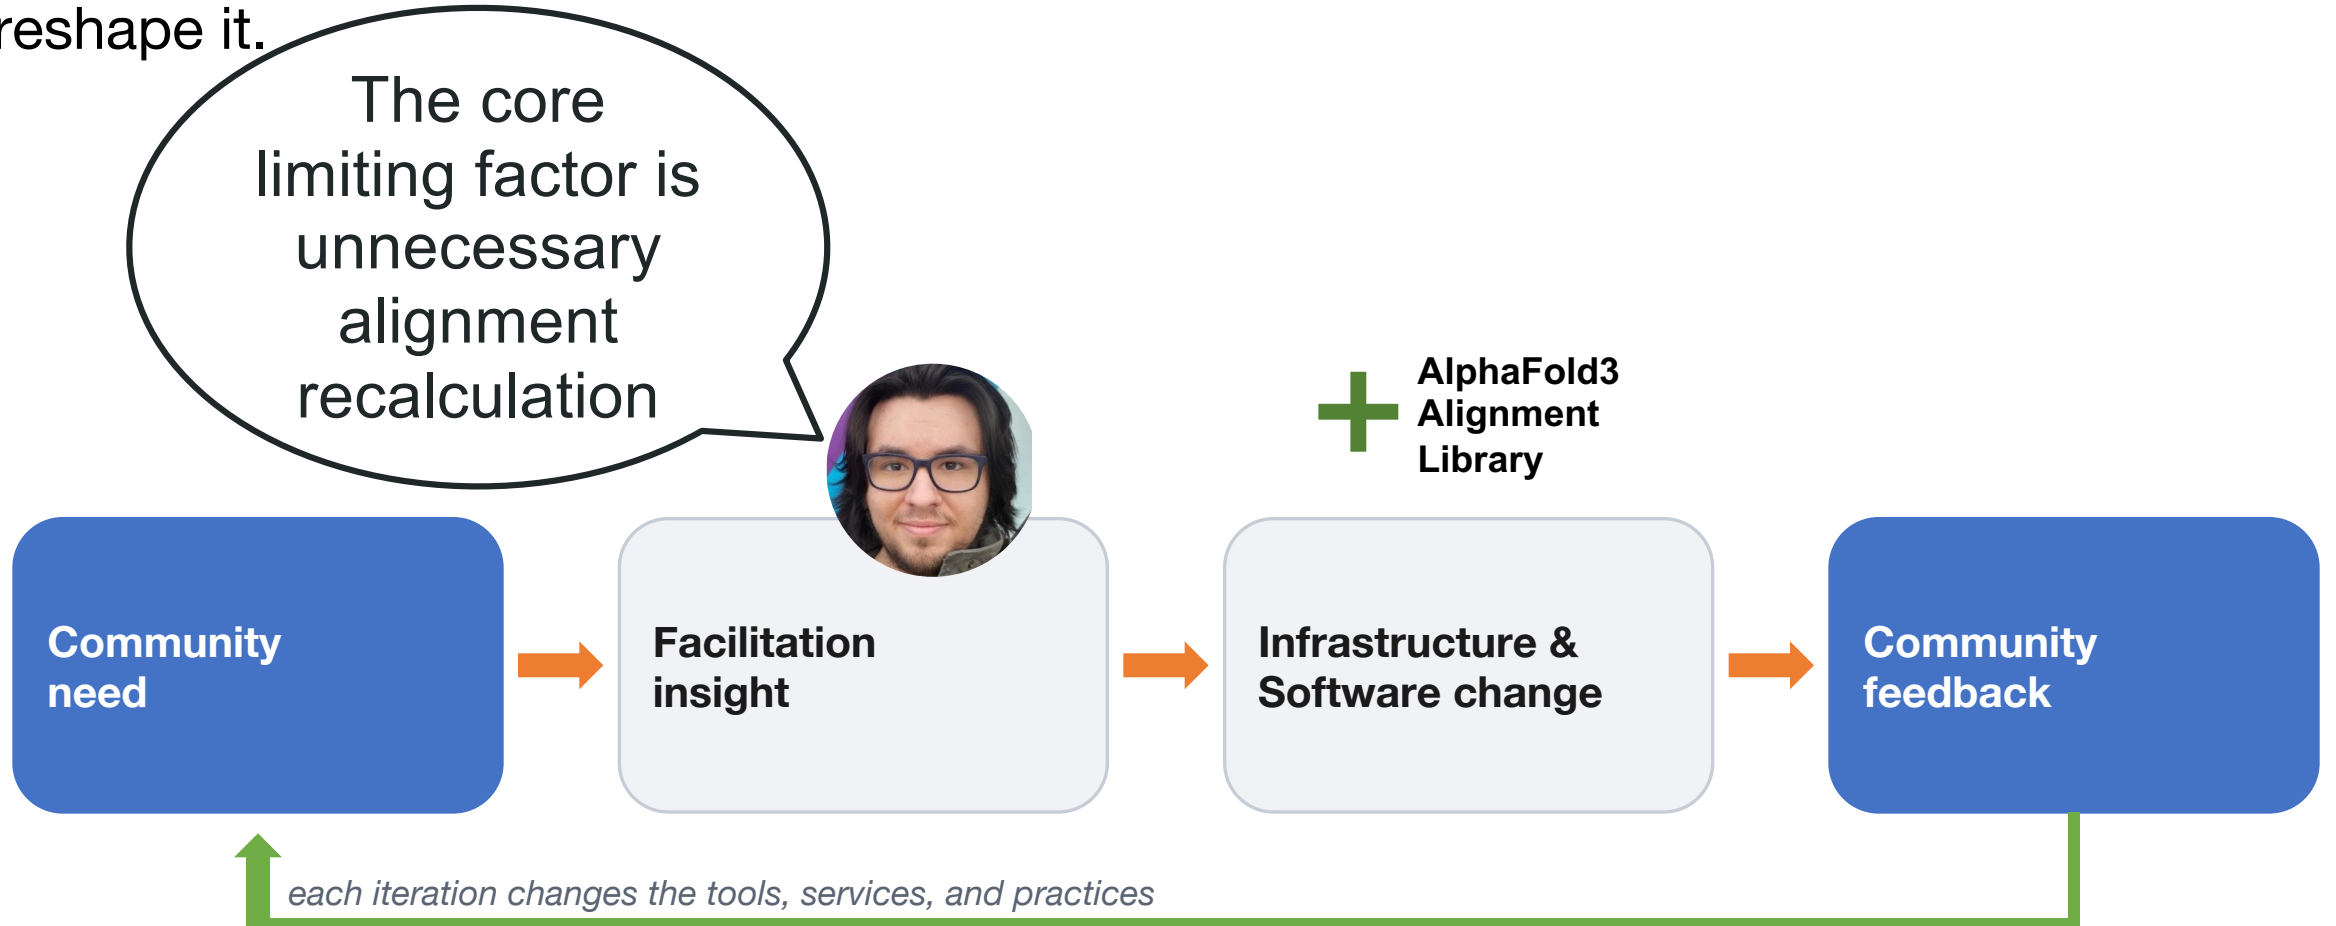 reshape it.
The core
limiting factor is
unnecessary
alignment
recalculation
AlphaFold3
Alignment
Library
Community
need
Facilitation
insight
Infrastructure &
Software change
Community
feedback
each iteration changes the tools, services, and practices